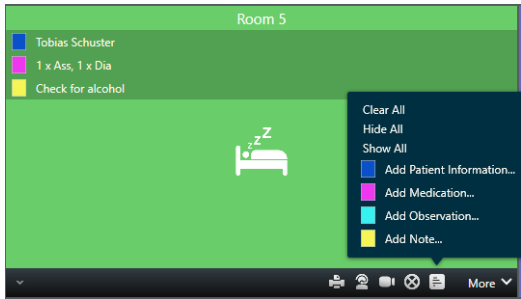 Room 5
Tobias Schuster
1 x Ass, 1 x Dia
Check for alcohol
z z Z
Clear All
Hide All
Show All
Add Patient Information...
Add Medication...
Add Observation...
Add Note...
More